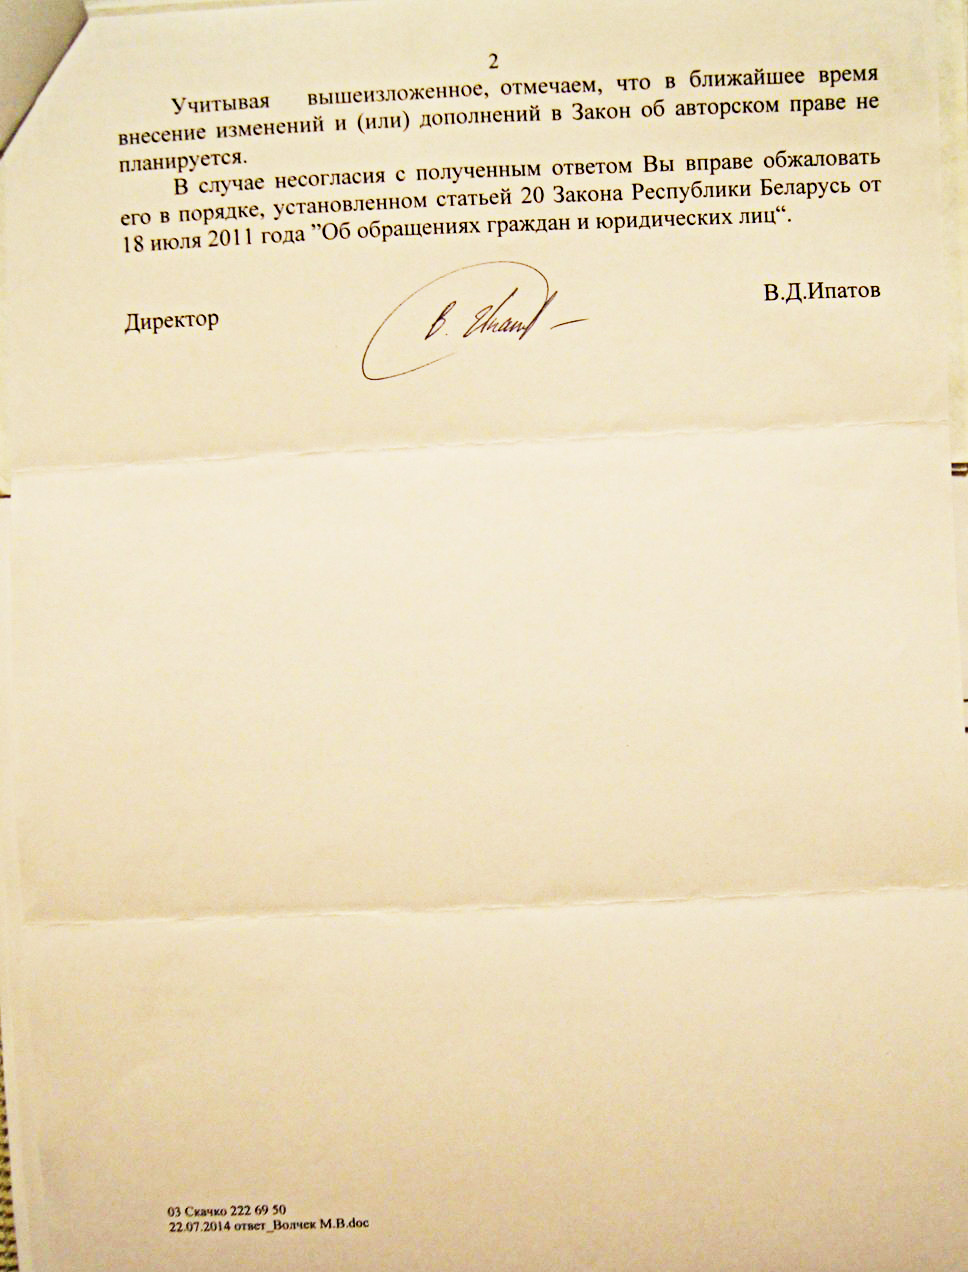 2
Учитывая вышеизложенное, отмечаем, что в ближайшее время
внесение изменений и (или) дополнений в Закон об авторском праве не
планируется.
В случае несогласия с полученным ответом Вы вправе обжаловать
его в порядке, установленном статьей 20 Закона Республики Беларусь от
18 июля 2011 года ”Об обращениях граждан и юридических лиц“.
Директор В. Ипатов В.Д.Ипатов
03 Скачко 222 69 50
22.07.2014 ответ_Волчек М.В.doc